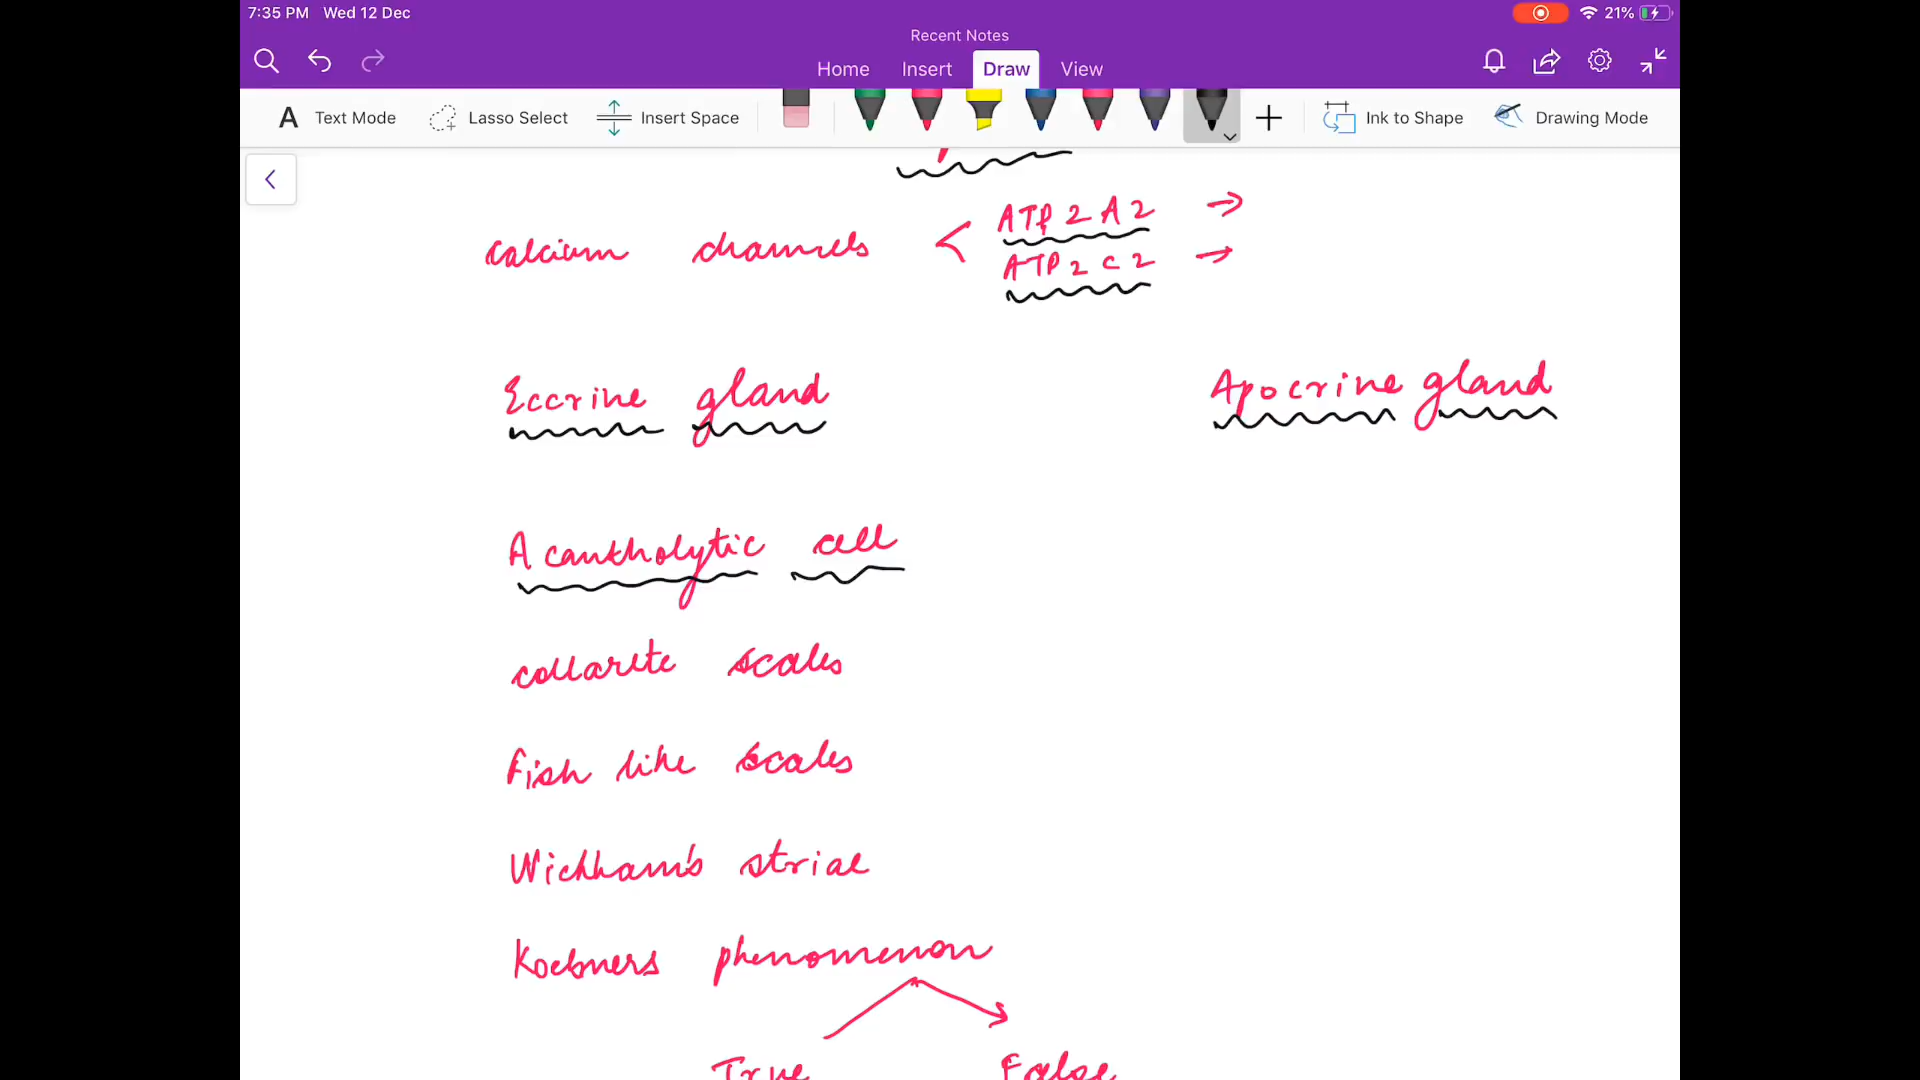 7:35 PM Wed 12 Dec
21%
Recent Notes
Home Insert Draw View
A Text Mode Lasso Select Insert Space Ink to Shape Drawing Mode
calcium channels < ATP 2 A 2 →
ATP 2 C 2 →
Eccrine gland Apocrine gland
Acantholytic cell
collarete scales
Fish like scales
Wickham's striae
Koebners phenomenon
True False